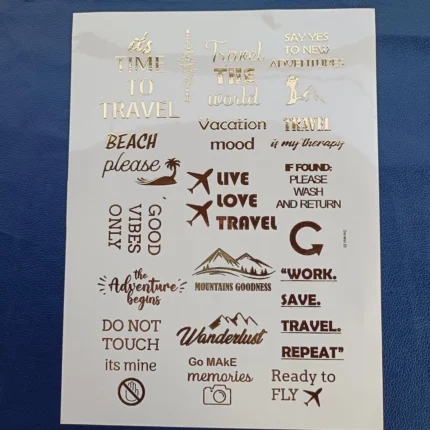 its
TIME
TO
TRAVEL
Travel
THE
world
SAY YES
TO NEW
ADVENTURES
Vacation
mood
TRAVEL
is my therapy
BEACH
please
LIVE
LOVE
TRAVEL
IF FOUND:
PLEASE
WASH
AND RETURN
GOOD
VIBES
ONLY
MOUNTAINS GOODNESS
"WORK.
SAVE.
TRAVEL.
REPEAT"
the
Adventure
begins
Wanderlust
DO NOT
TOUCH
its mine
Go MAkE
memories
Ready to
FLY